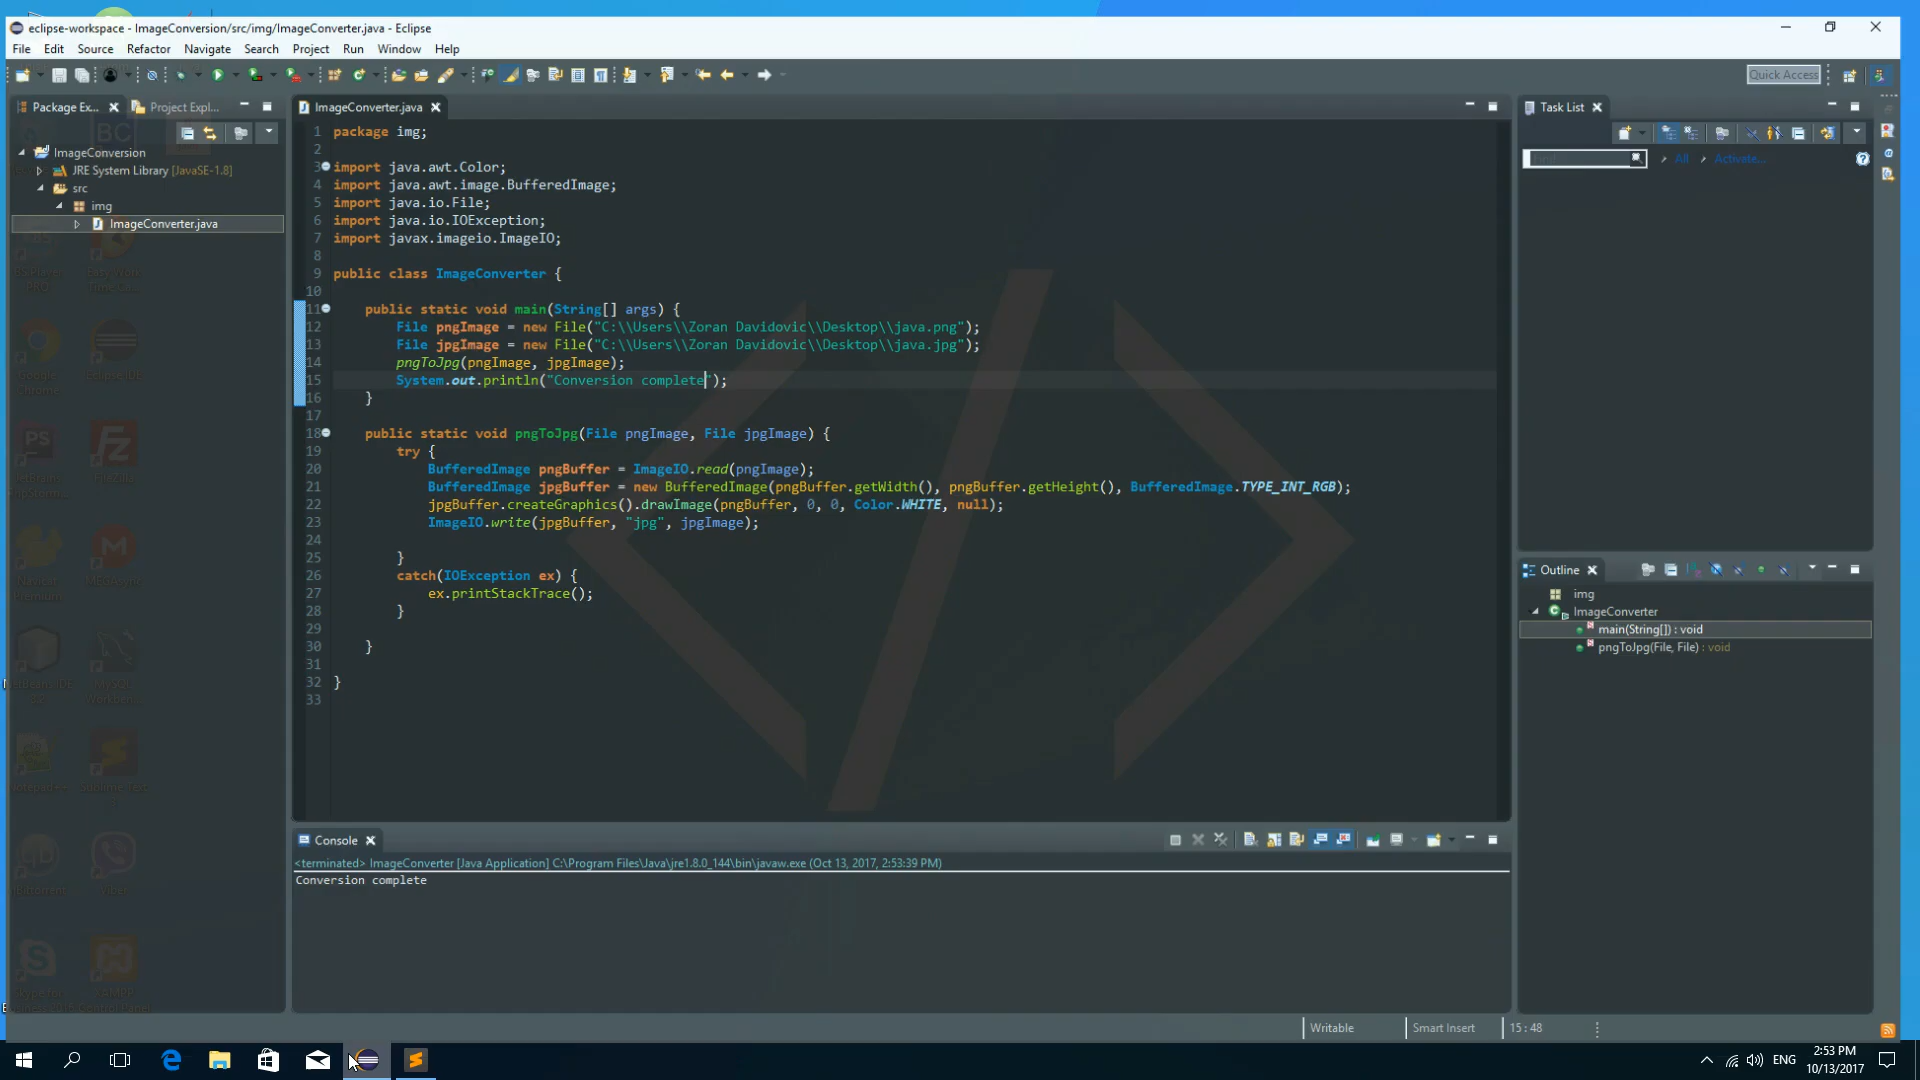 eclipse-workspace - ImageConversion/src/img/ImageConverter.java - Eclipse
File Edit Source Refactor Navigate Search Project Run Window Help
Quick Access
Package Ex... Project Expl...
ImageConversion
JRE System Library [JavaSE-1.8]
src
img
ImageConverter.java
ImageConverter.java
1 package img;
2
3 import java.awt.Color;
4 import java.awt.image.BufferedImage;
5 import java.io.File;
6 import java.io.IOException;
7 import javax.imageio.ImageIO;
8
9 public class ImageConverter {
10
11 public static void main(String[] args) {
12 File pngImage = new File("C:\\Users\\Zoran Davidovic\\Desktop\\java.png");
13 File jpgImage = new File("C:\\Users\\Zoran Davidovic\\Desktop\\java.jpg");
14 pngToJpg(pngImage, jpgImage);
15 System.out.println("Conversion complete");
16 }
17
18 public static void pngToJpg(File pngImage, File jpgImage) {
19 try {
20 BufferedImage pngBuffer = ImageIO.read(pngImage);
21 BufferedImage jpgBuffer = new BufferedImage(pngBuffer.getWidth(), pngBuffer.getHeight(), BufferedImage.TYPE_INT_RGB);
22 jpgBuffer.createGraphics().drawImage(pngBuffer, 0, 0, Color.WHITE, null);
23 ImageIO.write(jpgBuffer, "jpg", jpgImage);
24
25 }
26 catch(IOException ex) {
27 ex.printStackTrace();
28 }
29
30 }
31
32 }
33
Task List
All Activate...
Outline
img
ImageConverter
main(String[]) : void
pngToJpg(File, File) : void
Console
<terminated> ImageConverter [Java Application] C:\Program Files\Java\jre1.8.0_144\bin\javaw.exe (Oct 13, 2017, 2:53:39 PM)
Conversion complete
Writable Smart Insert 15 : 48
ENG
2:53 PM
10/13/2017